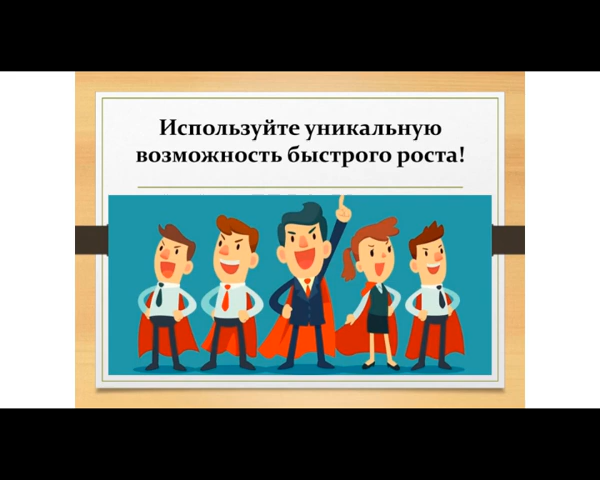 Используйте уникальную
возможность быстрого роста!